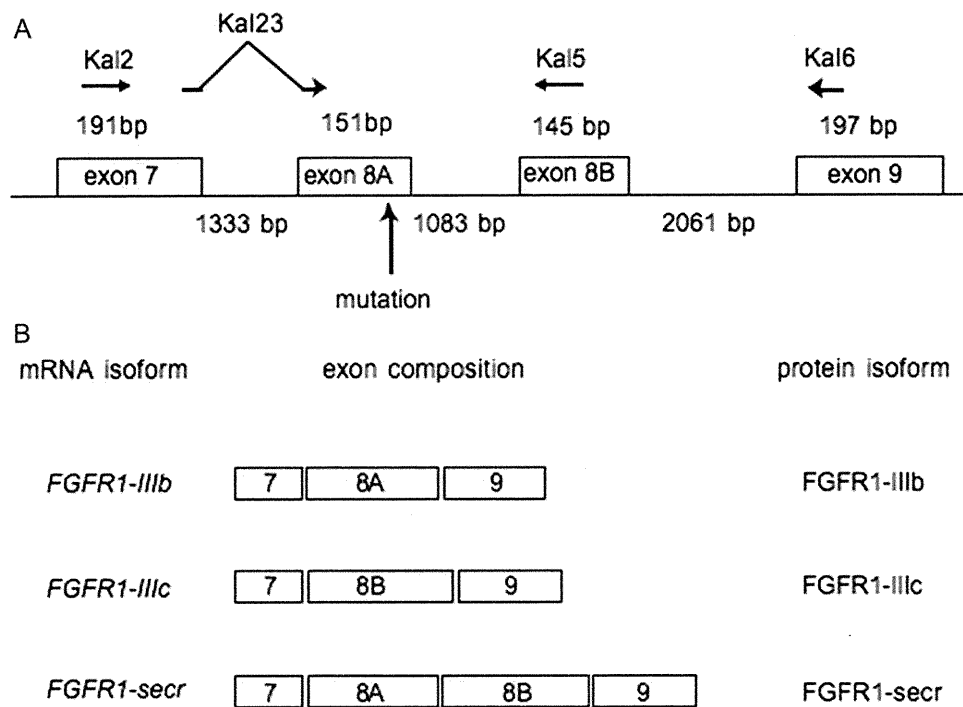 A
Kal23
Kal2
Kal5
Kal6
191bp
151bp
145 bp
197 bp
exon 7
exon 8A
exon 8B
exon 9
1333 bp
1083 bp
2061 bp
mutation
B
mRNA isoform exon composition protein isoform
FGFR1-IIIb 7 8A 9 FGFR1-IIIb
FGFR1-IIIc 7 8B 9 FGFR1-IIIc
FGFR1-secr 7 8A 8B 9 FGFR1-secr